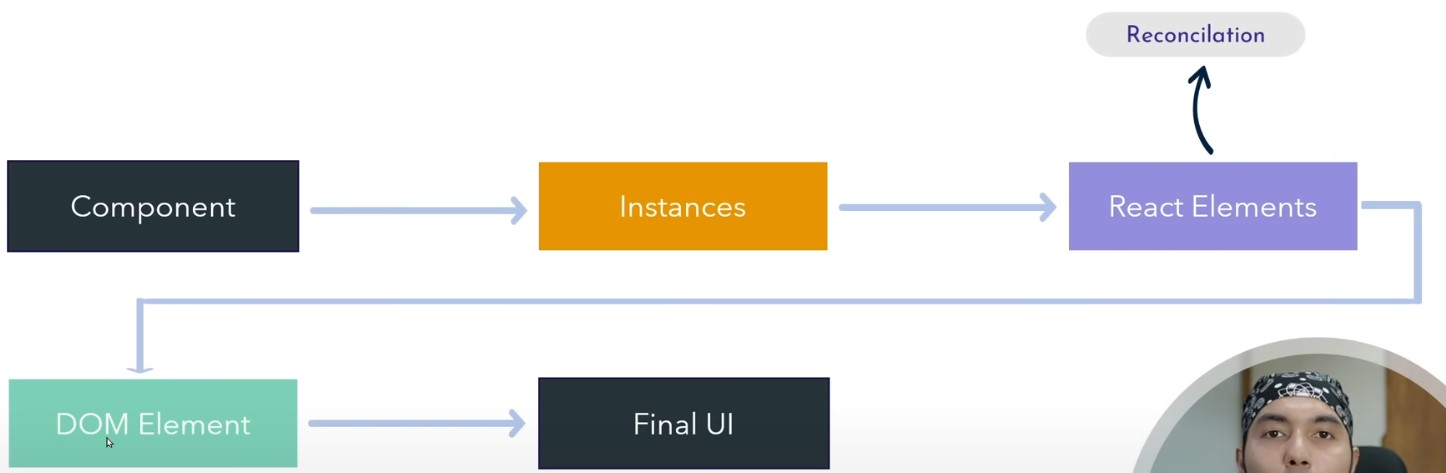 Reconcilation
Component
Instances
React Elements
DOM Element
Final UI